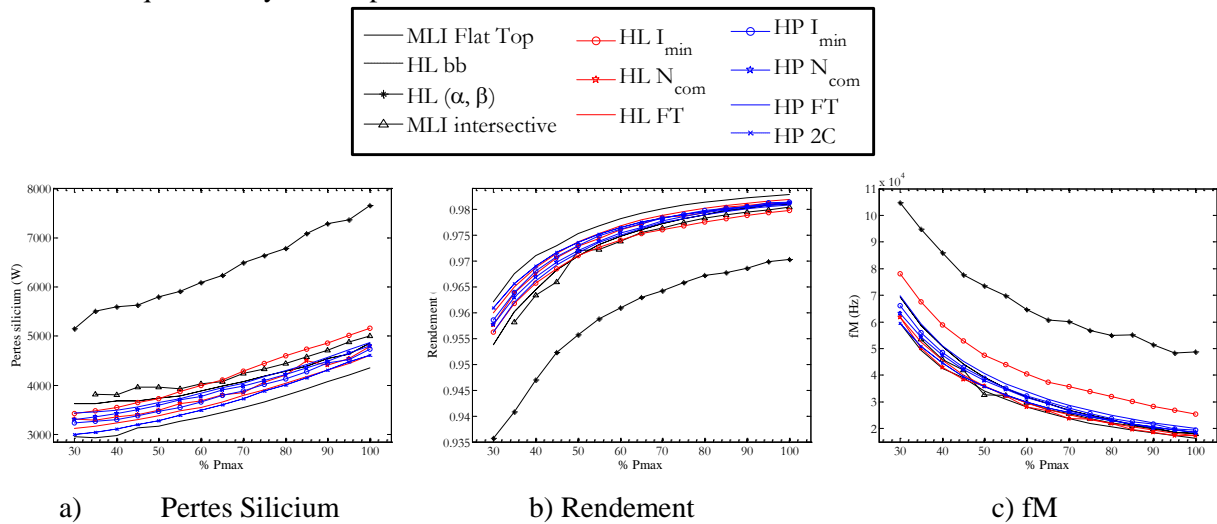 MLI Flat Top
HL bb
HL (α, β)
MLI intersective
HL I_min
HL N_com
HL FT
HP I_min
HP N_com
HP FT
HP 2C
Pertes silicium (W)
8000
7000
6000
5000
4000
3000
30 40 50 60 70 80 90 100
% Pmax
Rendement (
0.98
0.975
0.97
0.965
0.96
0.955
0.95
0.945
0.94
0.935
30 40 50 60 70 80 90 100
% Pmax
x 10^4
fM (Hz)
11
10
9
8
7
6
5
4
3
2
30 40 50 60 70 80 90 100
% Pmax
a) Pertes Silicium
b) Rendement
c) fM